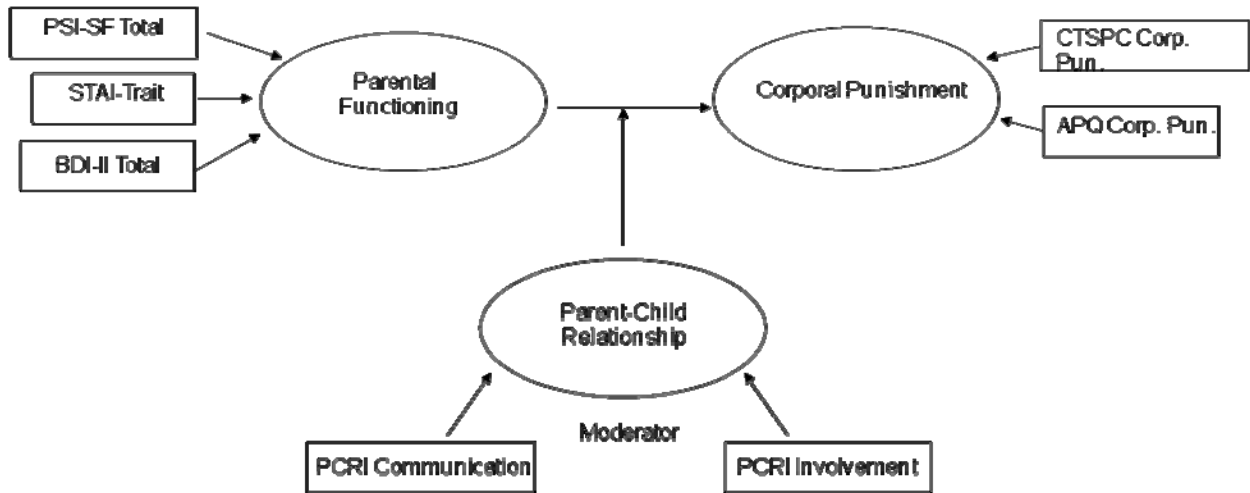 PSI-SF Total
STAI-Trait
BDI-II Total
Parental
Functioning
Corporal Punishment
CTSPC Corp.
Pun.
APQ Corp. Pun.
Parent-Child
Relationship
Moderator
PCRI Communication
PCRI Involvement